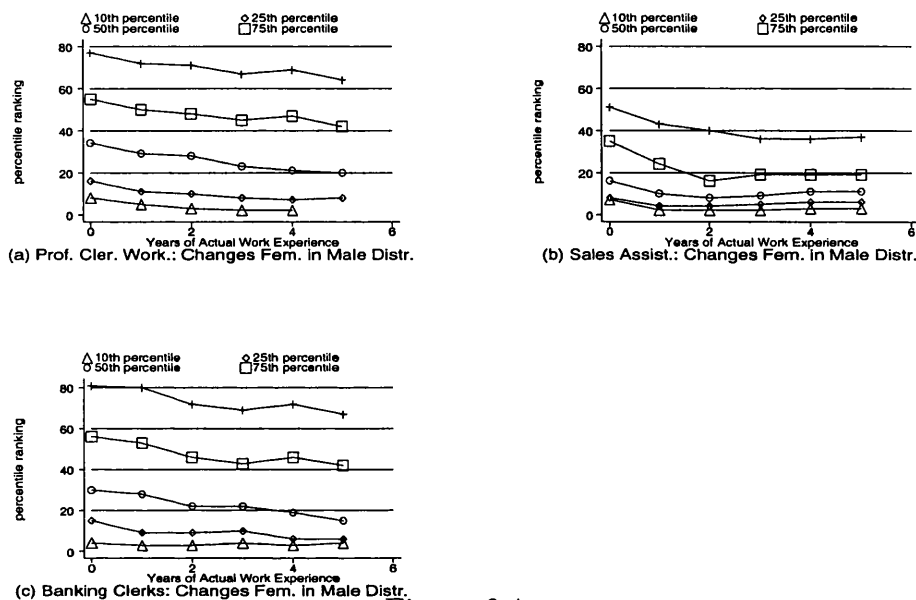 △ 10th percentile ◇ 25th percentile
○ 50th percentile □ 75th percentile
80
60
40
20
0
percentile ranking
0 2 4 6
Years of Actual Work Experience
(a) Prof. Cler. Work.: Changes Fem. in Male Distr.
△ 10th percentile ◇ 25th percentile
○ 50th percentile □ 75th percentile
80
60
40
20
0
percentile ranking
0 2 4 6
Years of Actual Work Experience
(b) Sales Assist.: Changes Fem. in Male Distr.
△ 10th percentile ◇ 25th percentile
○ 50th percentile □ 75th percentile
80
60
40
20
0
percentile ranking
0 2 4 6
Years of Actual Work Experience
(c) Banking Clerks: Changes Fem. in Male Distr.